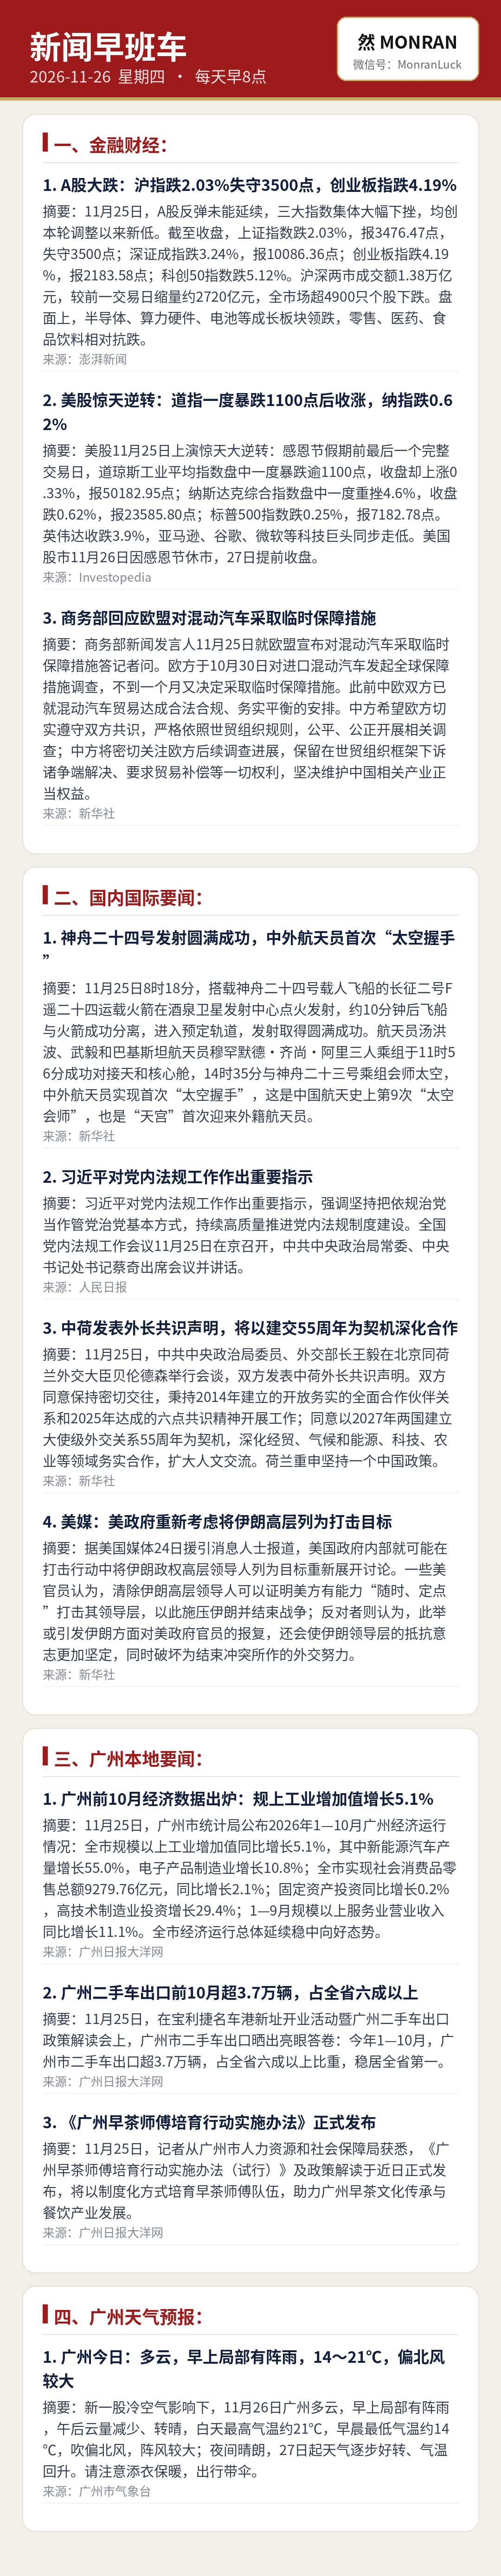 新闻早班车
2026-11-26 星期四 · 每天早8点
然 MONRAN
微信号：MonranLuck
一、金融财经：
1. A股大跌：沪指跌2.03%失守3500点，创业板指跌4.19%
摘要：11月25日，A股反弹未能延续，三大指数集体大幅下挫，均创
本轮调整以来新低。截至收盘，上证指数跌2.03%，报3476.47点，
失守3500点；深证成指跌3.24%，报10086.36点；创业板指跌4.19
%，报2183.58点；科创50指数跌5.12%。沪深两市成交额1.38万亿
元，较前一交易日缩量约2720亿元，全市场超4900只个股下跌。盘
面上，半导体、算力硬件、电池等成长板块领跌，零售、医药、食
品饮料相对抗跌。
来源：澎湃新闻
2. 美股惊天逆转：道指一度暴跌1100点后收涨，纳指跌0.6
2%
摘要：美股11月25日上演惊天大逆转：感恩节假期前最后一个完整
交易日，道琼斯工业平均指数盘中一度暴跌逾1100点，收盘却上涨0
.33%，报50182.95点；纳斯达克综合指数盘中一度重挫4.6%，收盘
跌0.62%，报23585.80点；标普500指数跌0.25%，报7182.78点。
英伟达收跌3.9%，亚马逊、谷歌、微软等科技巨头同步走低。美国
股市11月26日因感恩节休市，27日提前收盘。
来源：Investopedia
3. 商务部回应欧盟对混动汽车采取临时保障措施
摘要：商务部新闻发言人11月25日就欧盟宣布对混动汽车采取临时
保障措施答记者问。欧方于10月30日对进口混动汽车发起全球保障
措施调查，不到一个月又决定采取临时保障措施。此前中欧双方已
就混动汽车贸易达成合法合规、务实平衡的安排。中方希望欧方切
实遵守双方共识，严格依照世贸组织规则，公平、公正开展相关调
查；中方将密切关注欧方后续调查进展，保留在世贸组织框架下诉
诸争端解决、要求贸易补偿等一切权利，坚决维护中国相关产业正
当权益。
来源：新华社
二、国内国际要闻：
1. 神舟二十四号发射圆满成功，中外航天员首次“太空握手
”
摘要：11月25日8时18分，搭载神舟二十四号载人飞船的长征二号F
遥二十四运载火箭在酒泉卫星发射中心点火发射，约10分钟后飞船
与火箭成功分离，进入预定轨道，发射取得圆满成功。航天员汤洪
波、武毅和巴基斯坦航天员穆罕默德·齐尚·阿里三人乘组于11时5
6分成功对接天和核心舱，14时35分与神舟二十三号乘组会师太空，
中外航天员实现首次“太空握手”，这是中国航天史上第9次“太空
会师”，也是“天宫”首次迎来外籍航天员。
来源：新华社
2. 习近平对党内法规工作作出重要指示
摘要：习近平对党内法规工作作出重要指示，强调坚持把依规治党
当作管党治党基本方式，持续高质量推进党内法规制度建设。全国
党内法规工作会议11月25日在京召开，中共中央政治局常委、中央
书记处书记蔡奇出席会议并讲话。
来源：人民日报
3. 中荷发表外长共识声明，将以建交55周年为契机深化合作
摘要：11月25日，中共中央政治局委员、外交部长王毅在北京同荷
兰外交大臣贝伦德森举行会谈，双方发表中荷外长共识声明。双方
同意保持密切交往，秉持2014年建立的开放务实的全面合作伙伴关
系和2025年达成的六点共识精神开展工作；同意以2027年两国建立
大使级外交关系55周年为契机，深化经贸、气候和能源、科技、农
业等领域务实合作，扩大人文交流。荷兰重申坚持一个中国政策。
来源：新华社
4. 美媒：美政府重新考虑将伊朗高层列为打击目标
摘要：据美国媒体24日援引消息人士报道，美国政府内部就可能在
打击行动中将伊朗政权高层领导人列为目标重新展开讨论。一些美
官员认为，清除伊朗高层领导人可以证明美方有能力“随时、定点
”打击其领导层，以此施压伊朗并结束战争；反对者则认为，此举
或引发伊朗方面对美政府官员的报复，还会使伊朗领导层的抵抗意
志更加坚定，同时破坏为结束冲突所作的外交努力。
来源：新华社
三、广州本地要闻：
1. 广州前10月经济数据出炉：规上工业增加值增长5.1%
摘要：11月25日，广州市统计局公布2026年1—10月广州经济运行
情况：全市规模以上工业增加值同比增长5.1%，其中新能源汽车产
量增长55.0%，电子产品制造业增长10.8%；全市实现社会消费品零
售总额9279.76亿元，同比增长2.1%；固定资产投资同比增长0.2%
，高技术制造业投资增长29.4%；1—9月规模以上服务业营业收入
同比增长11.1%。全市经济运行总体延续稳中向好态势。
来源：广州日报大洋网
2. 广州二手车出口前10月超3.7万辆，占全省六成以上
摘要：11月25日，在宝利捷名车港新址开业活动暨广州二手车出口
政策解读会上，广州市二手车出口晒出亮眼答卷：今年1—10月，广
州市二手车出口超3.7万辆，占全省六成以上比重，稳居全省第一。
来源：广州日报大洋网
3. 《广州早茶师傅培育行动实施办法》正式发布
摘要：11月25日，记者从广州市人力资源和社会保障局获悉，《广
州早茶师傅培育行动实施办法（试行）》及政策解读于近日正式发
布，将以制度化方式培育早茶师傅队伍，助力广州早茶文化传承与
餐饮产业发展。
来源：广州日报大洋网
四、广州天气预报：
1. 广州今日：多云，早上局部有阵雨，14～21℃，偏北风
较大
摘要：新一股冷空气影响下，11月26日广州多云，早上局部有阵雨
，午后云量减少、转晴，白天最高气温约21℃，早晨最低气温约14
℃，吹偏北风，阵风较大；夜间晴朗，27日起天气逐步好转、气温
回升。请注意添衣保暖，出行带伞。
来源：广州市气象台